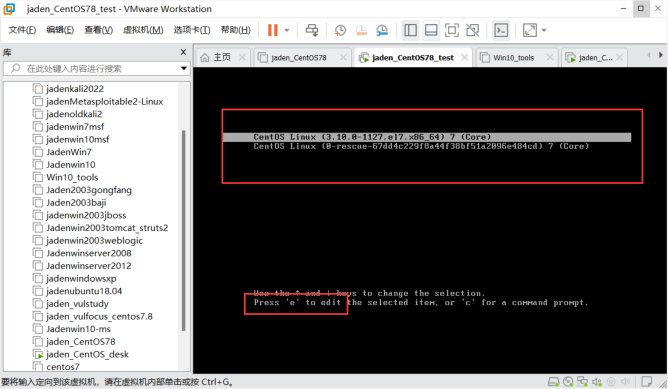 jaden_CentOS78_test - VMware Workstation
文件(F) 编辑(E) 查看(V) 虚拟机(M) 选项卡(T) 帮助(H)
库
在此处键入内容进行搜索
主页 jaden_CentOS78 jaden_CentOS78_test Win10_tools jaden_C...
jadenkali2022
jadenMetasploitable2-Linux
jadenoldkali2
jadenwin7msf
jadenwin10msf
JadenWin7
Jadenwin10
Win10_tools
Jaden2003gongfang
Jaden2003baji
jadenwin2003jboss
Jadenwin2003tomcat_struts2
Jadenwin2003weblogic
Jadenwinserver2008
Jadenwinserver2012
jadenwindowsxp
jadenubuntu18.04
jaden_vulstudy
jaden_vulfocus_centos7.8
Jadenwin10-ms
jaden_CentOS78
jaden_CentOS_desk
centos7
CentOS Linux (3.10.0-1127.el7.x86_64) 7 (Core)
CentOS Linux (0-rescue-67dd4c229f8a44f38bf51a2096e484cd) 7 (Core)
Use the ↑ and ↓ keys to change the selection.
Press 'e' to edit the selected item, or 'c' for a command prompt.
要将输入定向到该虚拟机，请在虚拟机内部单击或按 Ctrl+G。